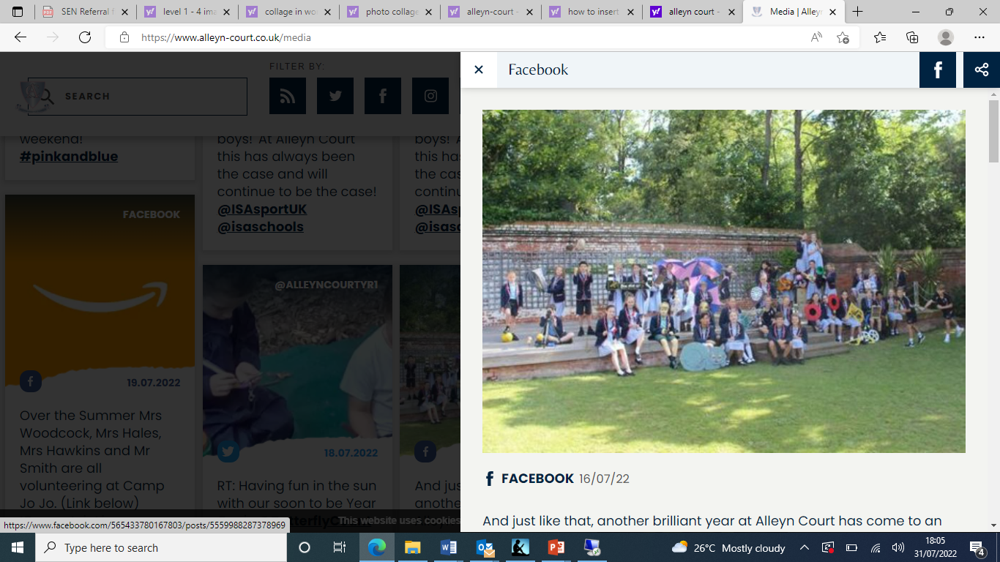 SEN Referral f
level 1 - 4 ima
collage in wo
photo collage
alleyn-court -
how to insert
alleyn court -
Media | Alleyn
https://www.alleyn-court.co.uk/media
FILTER BY:
SEARCH
Facebook
weekend!
#pinkandblue
boys! At Alleyn Court
this has always been
the case and will
continue to be the case!
@ISAsportUK
@isaschools
boys! A
this ha
the cas
continu
@ISAs
@isasc
FACEBOOK
19.07.2022
Over the Summer Mrs
Woodcock, Mrs Hales,
Mrs Hawkins and Mr
Smith are all
volunteering at Camp
Jo Jo. (Link below)
@ALLEYNCOURTYR1
18.07.2022
RT: Having fun in the sun
with our soon to be Year
And jus
anothe
FACEBOOK 16/07/22
And just like that, another brilliant year at Alleyn Court has come to an
https://www.facebook.com/565433780167803/posts/5559988287378969
This website uses cookies
Type here to search
26°C Mostly cloudy
18:05
31/07/2022
4